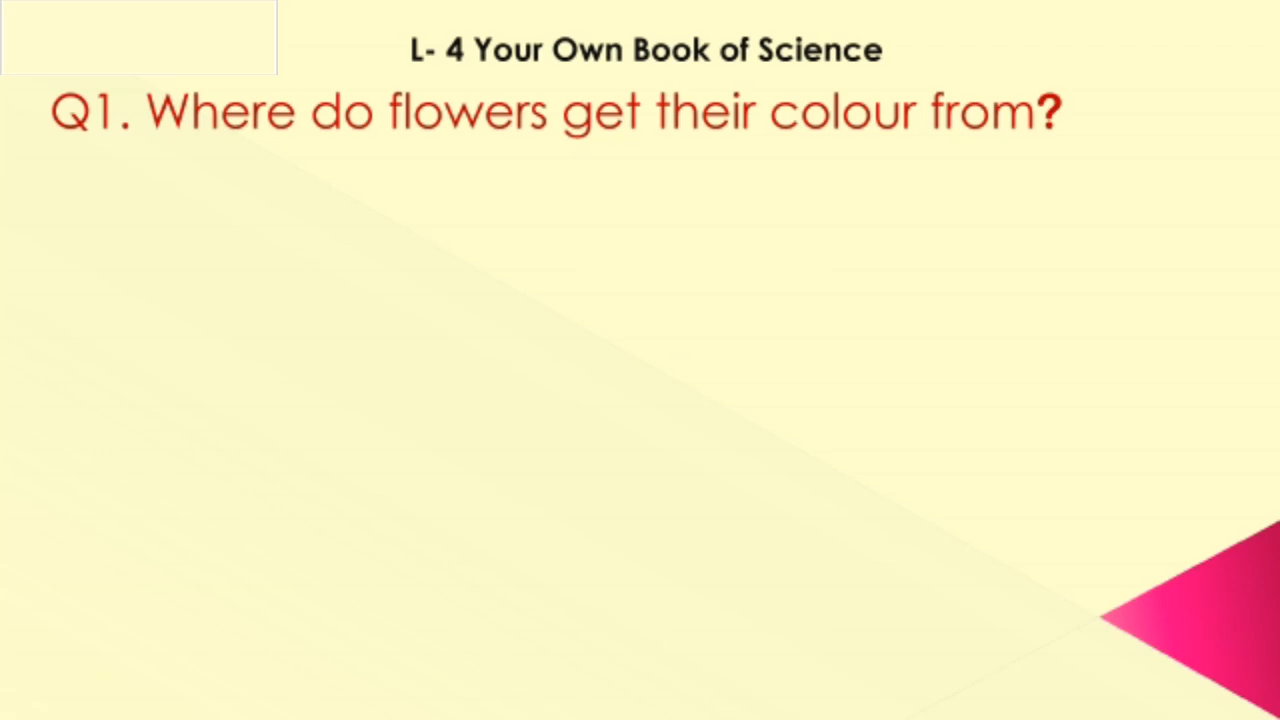 L- 4 Your Own Book of Science
Q1. Where do flowers get their colour from?